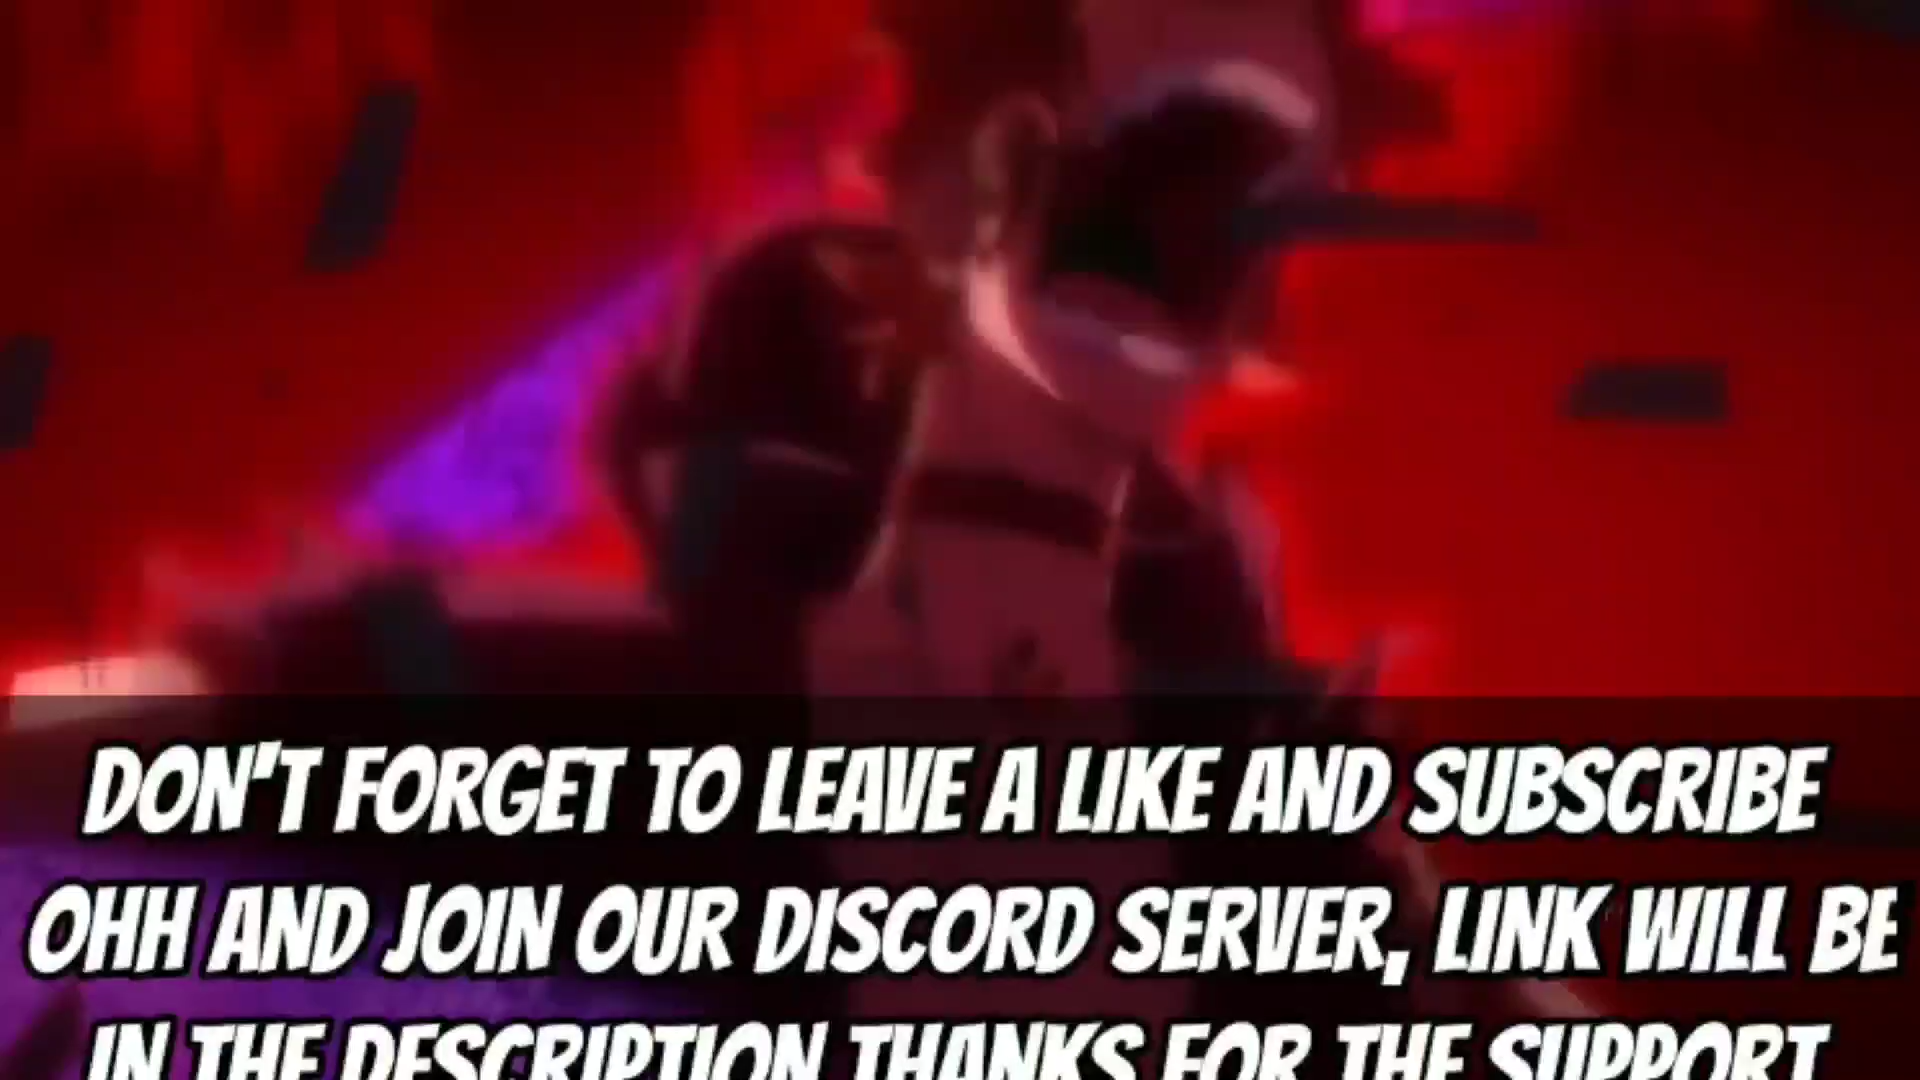 DON'T FORGET TO LEAVE A LIKE AND SUBSCRIBE
OHH AND JOIN OUR DISCORD SERVER, LINK WILL BE
IN THE DESCRIPTION THANKS FOR THE SUPPORT